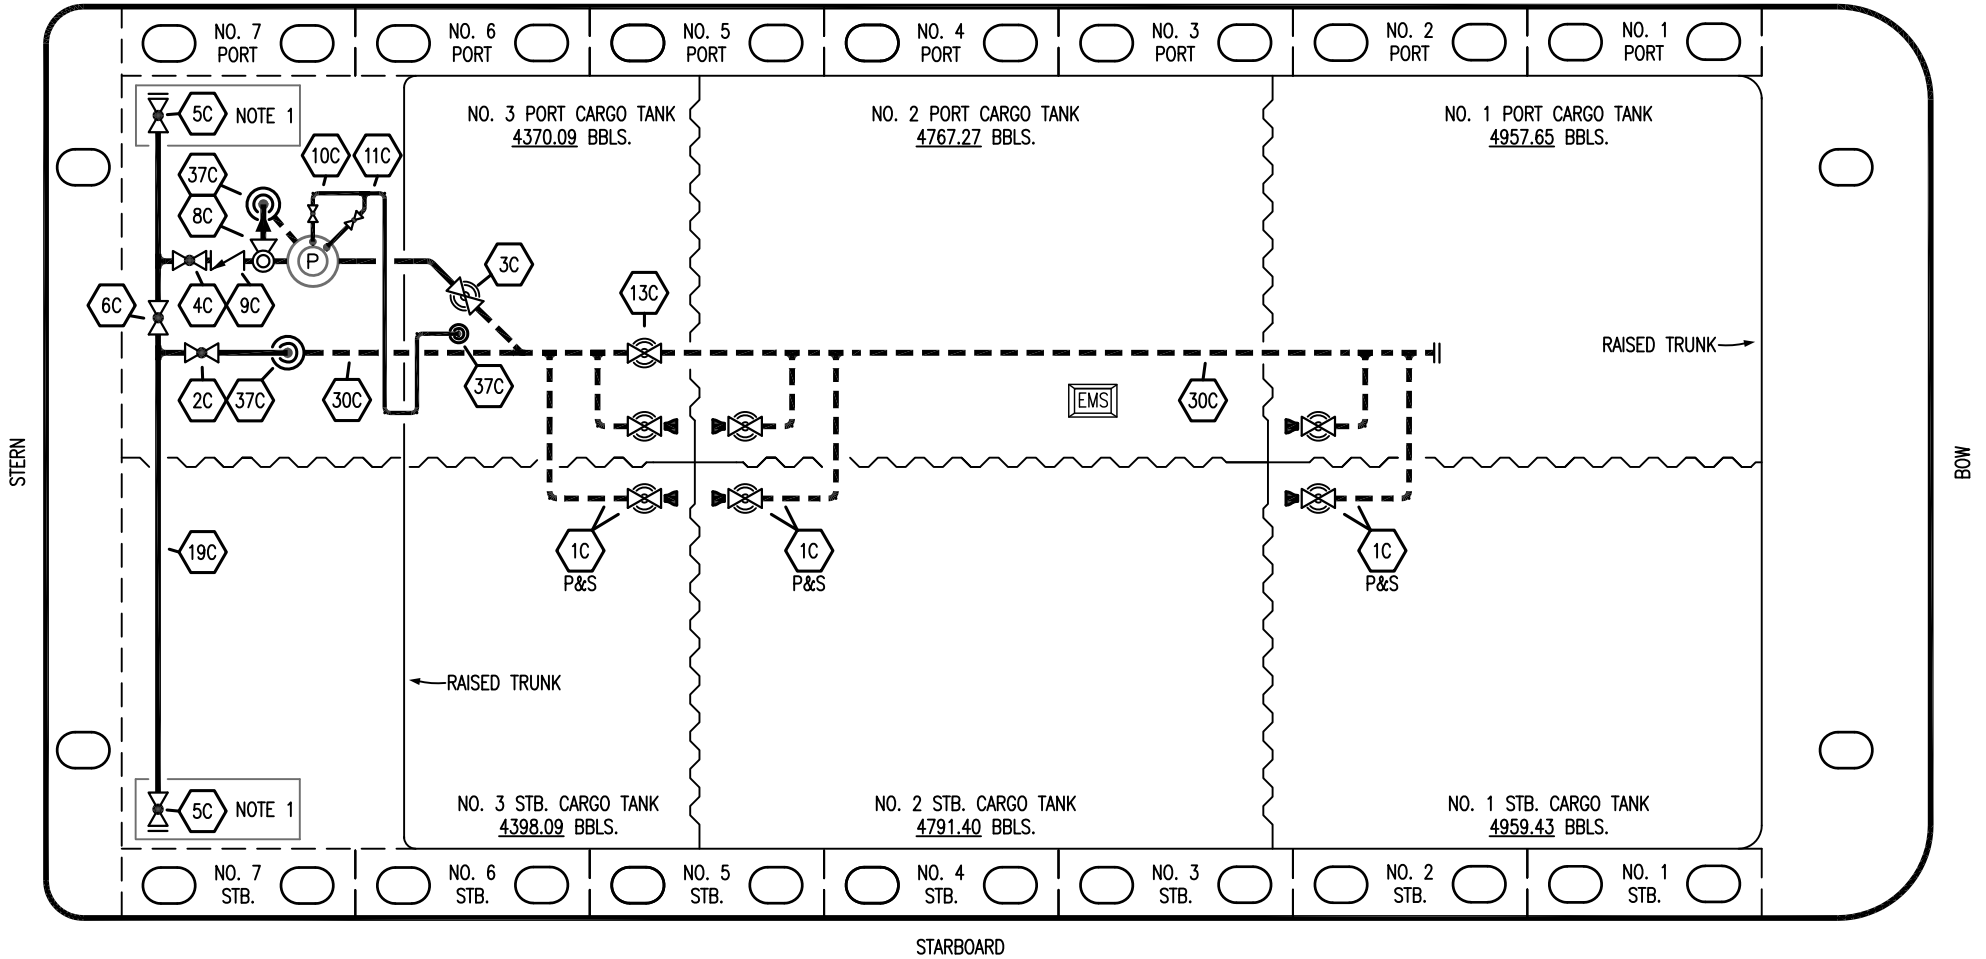 NO. 7
PORT
NO. 6
PORT
NO. 5
PORT
NO. 4
PORT
NO. 3
PORT
NO. 2
PORT
NO. 1
PORT
5C
NOTE 1
NO. 3 PORT CARGO TANK
4370.09 BBLS.
NO. 2 PORT CARGO TANK
4767.27 BBLS.
NO. 1 PORT CARGO TANK
4957.65 BBLS.
10C
11C
37C
8C
P
3C
6C
4C
9C
13C
RAISED TRUNK
2C
37C
30C
37C
EMS
30C
STERN
BOW
19C
1C
P&S
1C
P&S
1C
P&S
RAISED TRUNK
5C
NOTE 1
NO. 3 STB. CARGO TANK
4398.09 BBLS.
NO. 2 STB. CARGO TANK
4791.40 BBLS.
NO. 1 STB. CARGO TANK
4959.43 BBLS.
NO. 7
STB.
NO. 6
STB.
NO. 5
STB.
NO. 4
STB.
NO. 3
STB.
NO. 2
STB.
NO. 1
STB.
STARBOARD